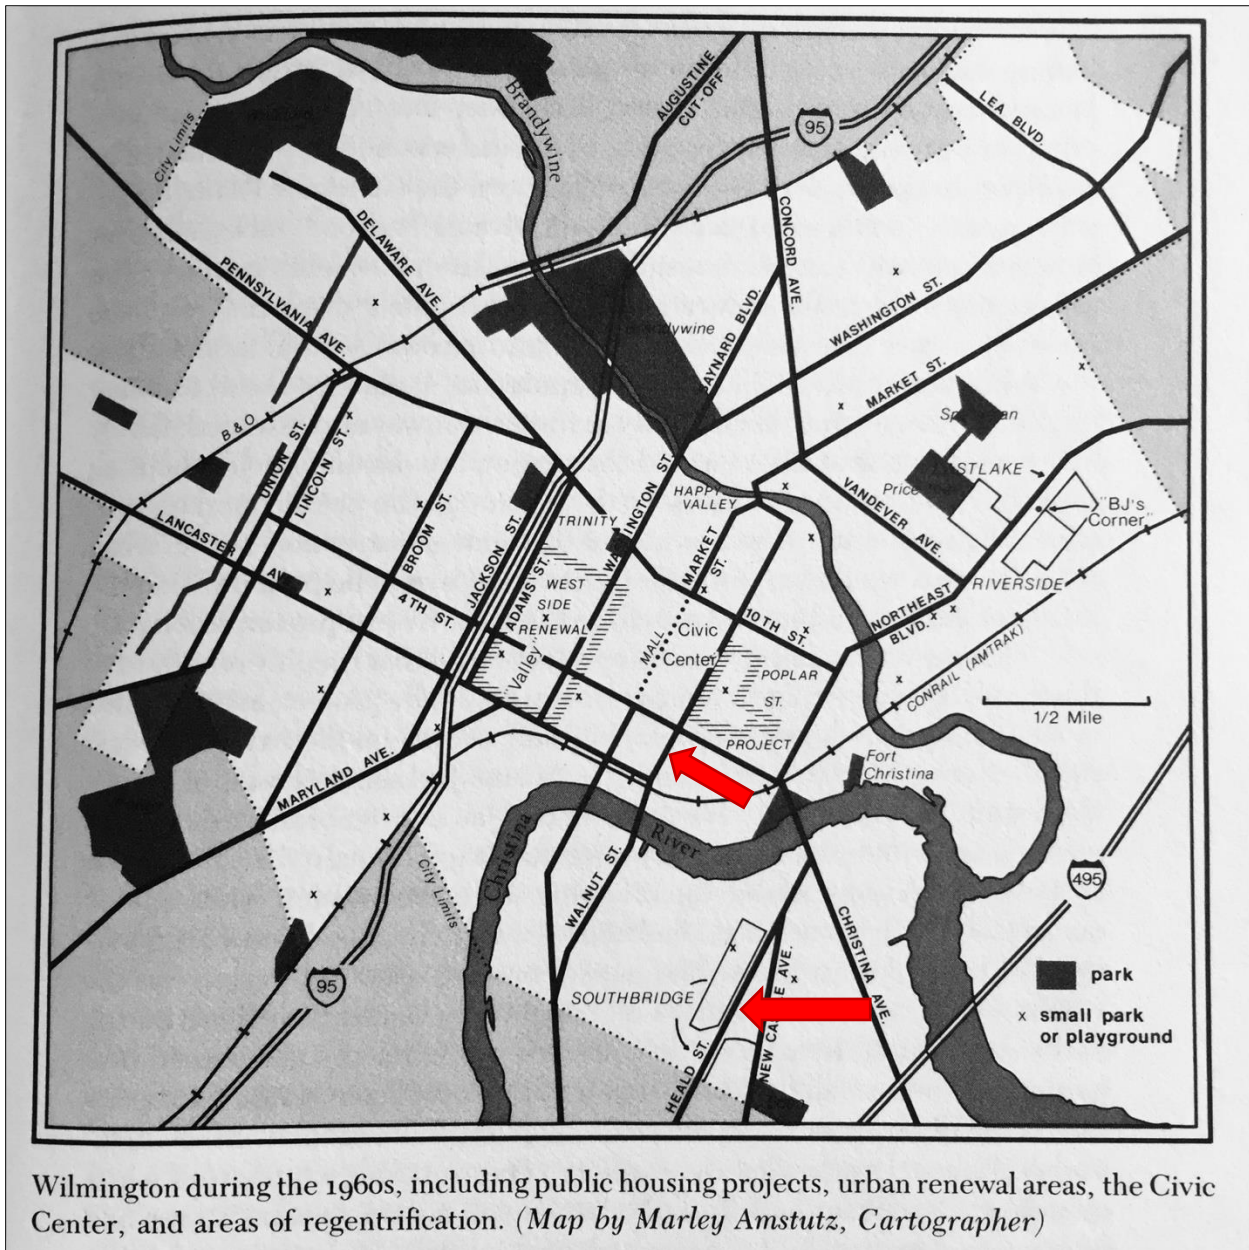 Brandywine
AUGUSTINE
CUT-OFF
95
LEA BLVD.
City Limits
CONCORD AVE.
DELAWARE AVE.
PENNSYLVANIA AVE.
WASHINGTON ST.
Brandywine
BAYNARD BLVD.
MARKET ST.
B & O
UNION ST.
LINCOLN ST.
Price
EASTLAKE
"BJ's
Corner"
HAPPY
VALLEY
VANDEVER AVE.
BROOM ST.
JACKSON ST.
TRINITY
WASHINGTON ST.
MARKET ST.
LANCASTER AVE.
4TH ST.
ADAMS ST.
WEST
SIDE
RENEWAL
"Valley"
MALL
Civic
Center
10TH ST.
NORTHEAST
BLVD.
RIVERSIDE
POPLAR
ST.
PROJECT
CONRAIL (AMTRAK)
1/2 Mile
Fort
Christina
MARYLAND AVE.
Christina
River
City Limits
WALNUT ST.
495
CHRISTINA AVE.
95
SOUTHBRIDGE
HEALD ST.
NEW CASTLE AVE.
park
x small park
or playground
Wilmington during the 1960s, including public housing projects, urban renewal areas, the Civic
Center, and areas of regentrification. (Map by Marley Amstutz, Cartographer)